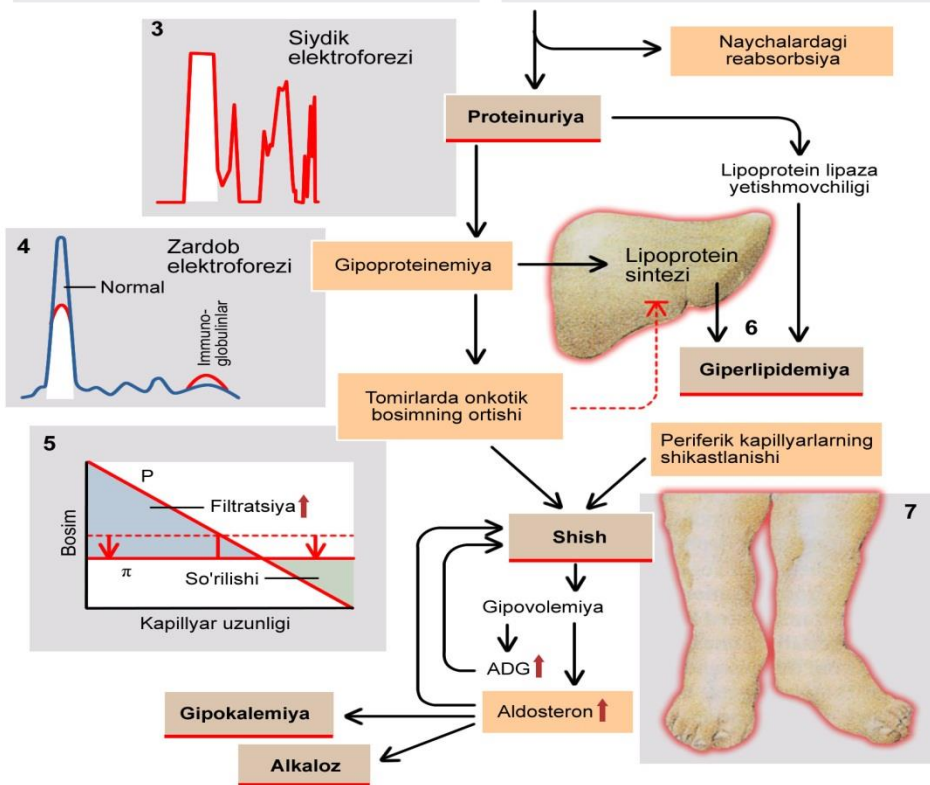 3
Siydik
elektroforezi
Naychalardagi
reabsorbsiya
Proteinuriya
Lipoprotein lipaza
yetishmovchiligi
4
Zardob
elektroforezi
Normal
Immuno-
globulinlar
Gipoproteinemiya
Lipoprotein
sintezi
6
Giperlipidemiya
Tomirlarda onkotik
bosimning ortishi
Periferik kapillyarlarning
shikastlanishi
5
P
Filtratsiya
Bosim
π
So'rilishi
Kapillyar uzunligi
7
Shish
Gipovolemiya
ADG
Aldosteron
Gipokalemiya
Alkaloz